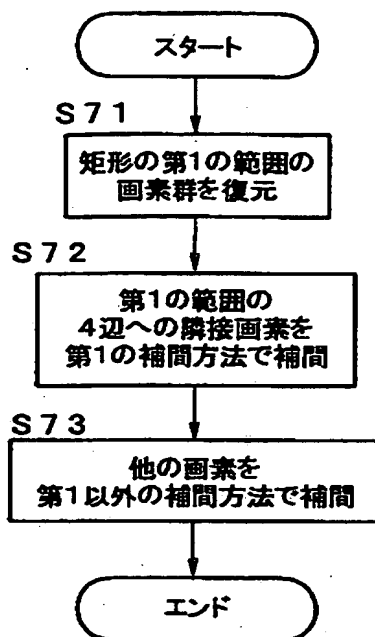 スタート
S71
矩形の第1の範囲の
画素群を復元
S72
第1の範囲の
4辺への隣接画素を
第1の補間方法で補間
S73
他の画素を
第1以外の補間方法で補間
エンド